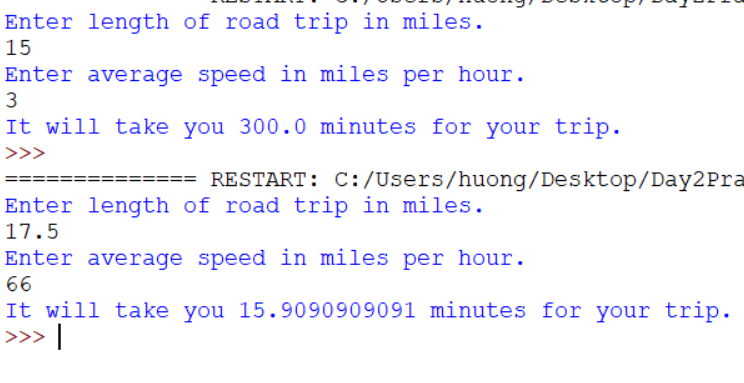 Enter length of road trip in miles.
15
Enter average speed in miles per hour.
3
It will take you 300.0 minutes for your trip.
>>>
============== RESTART: C:/Users/huong/Desktop/Day2Pra
Enter length of road trip in miles.
17.5
Enter average speed in miles per hour.
66
It will take you 15.9090909091 minutes for your trip.
>>>